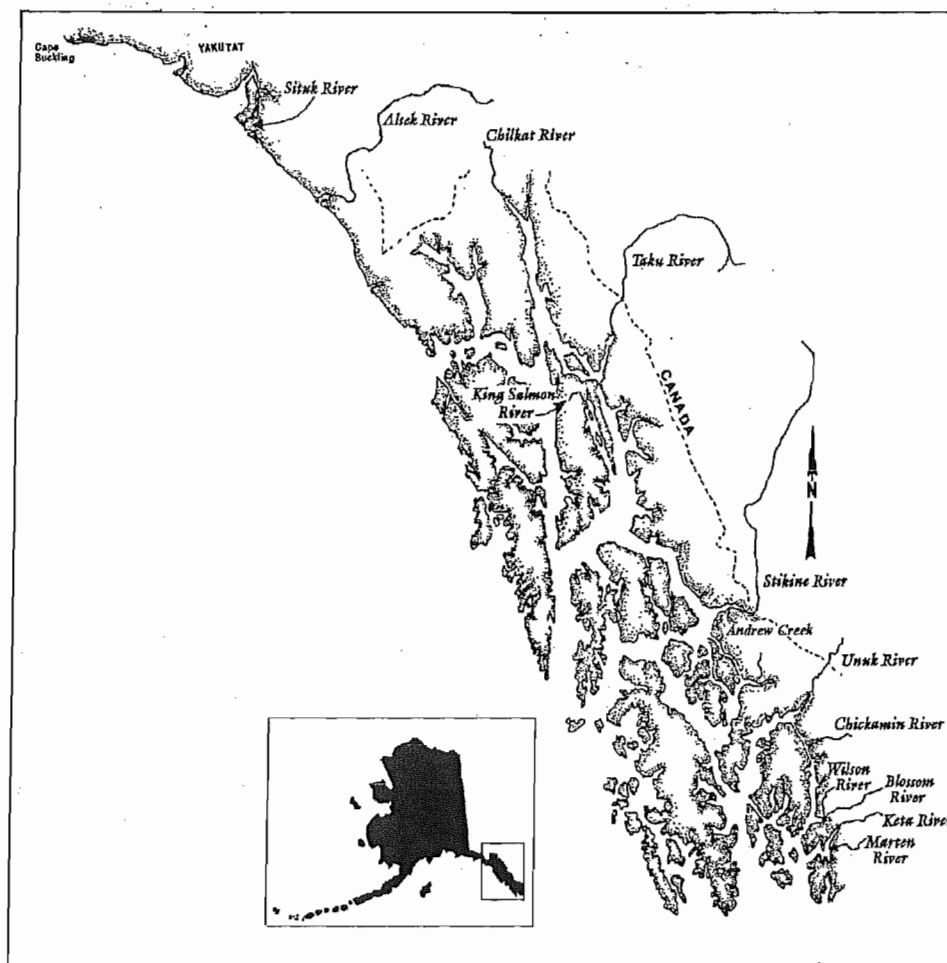 Cape
Buckling
YAKUTAT
Situk River
Alsek River
Chilkat River
Taku River
King Salmon
River
CANADA
N
Stikine River
Andrew Creek
Unuk River
Chickamin River
Wilson
River
Blossom
River
Keta River
Marten
River